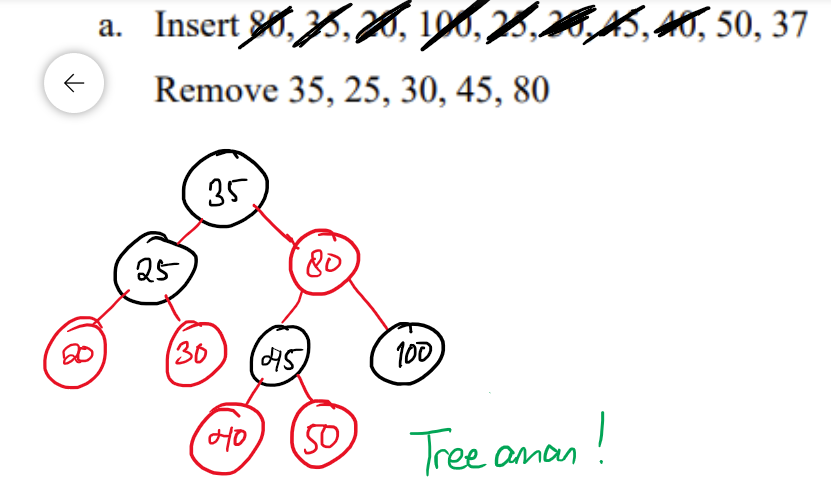 a. Insert 80, 35, 20, 100, 25, 30, 45, 40, 50, 37
Remove 35, 25, 30, 45, 80
35
25 80
20 30 45 100
40 50
Tree aman!